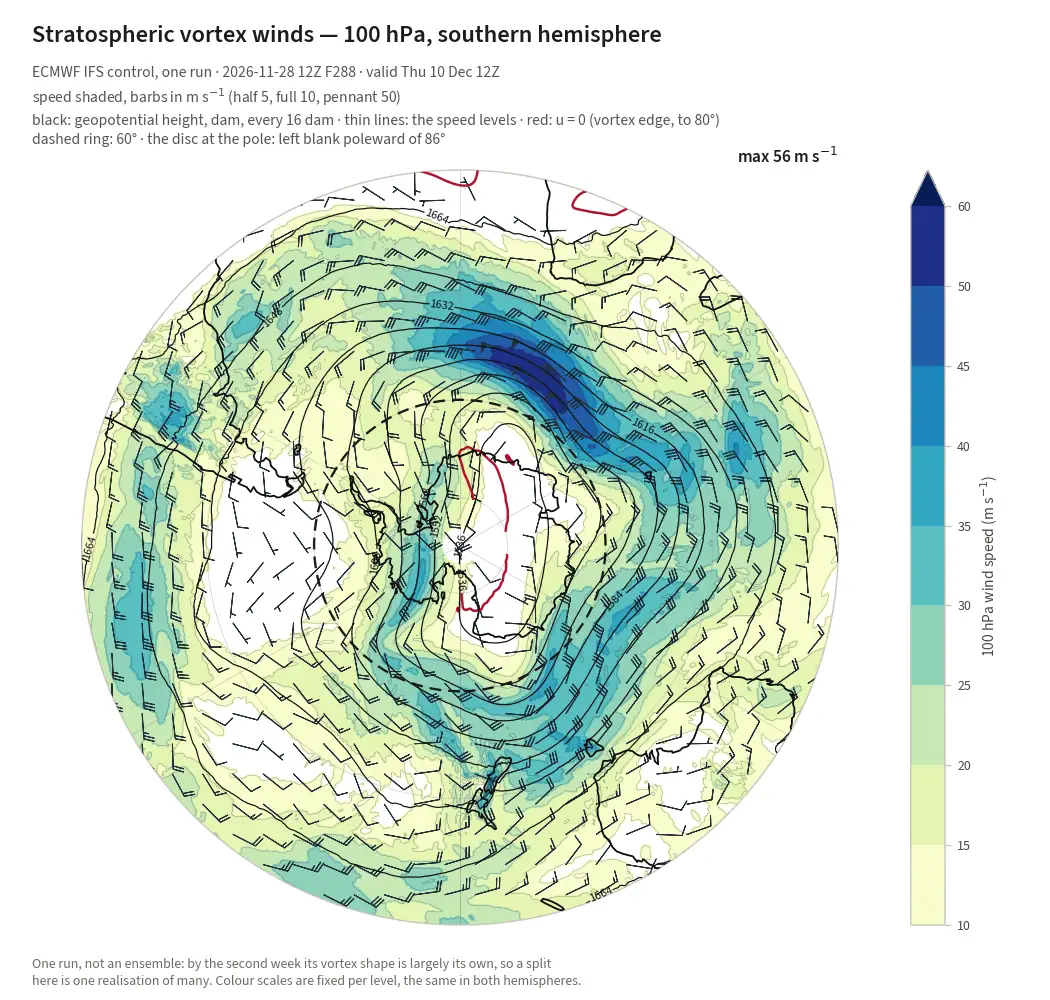 Stratospheric vortex winds — 100 hPa, southern hemisphere
ECMWF IFS control, one run · 2026-11-28 12Z F288 · valid Thu 10 Dec 12Z
speed shaded, barbs in m s⁻¹ (half 5, full 10, pennant 50)
black: geopotential height, dam, every 16 dam · thin lines: the speed levels · red: u = 0 (vortex edge, to 80°)
dashed ring: 60° · the disc at the pole: left blank poleward of 86°
max 56 m s⁻¹
1664
1632
1648
1616
1664
1584
1664
60
50
45
40
35
30
25
20
15
10
100 hPa wind speed (m s⁻¹)
One run, not an ensemble: by the second week its vortex shape is largely its own, so a split
here is one realisation of many. Colour scales are fixed per level, the same in both hemispheres.